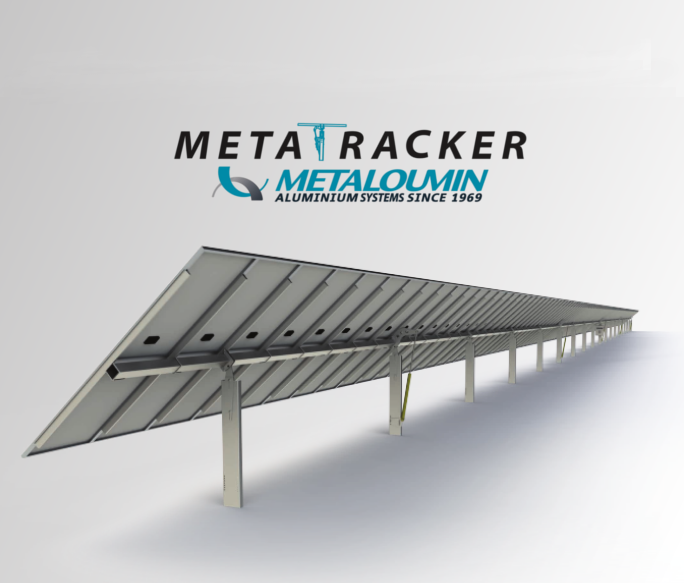 METATRACKER
METALOUMIN
ALUMINIUM SYSTEMS SINCE 1969